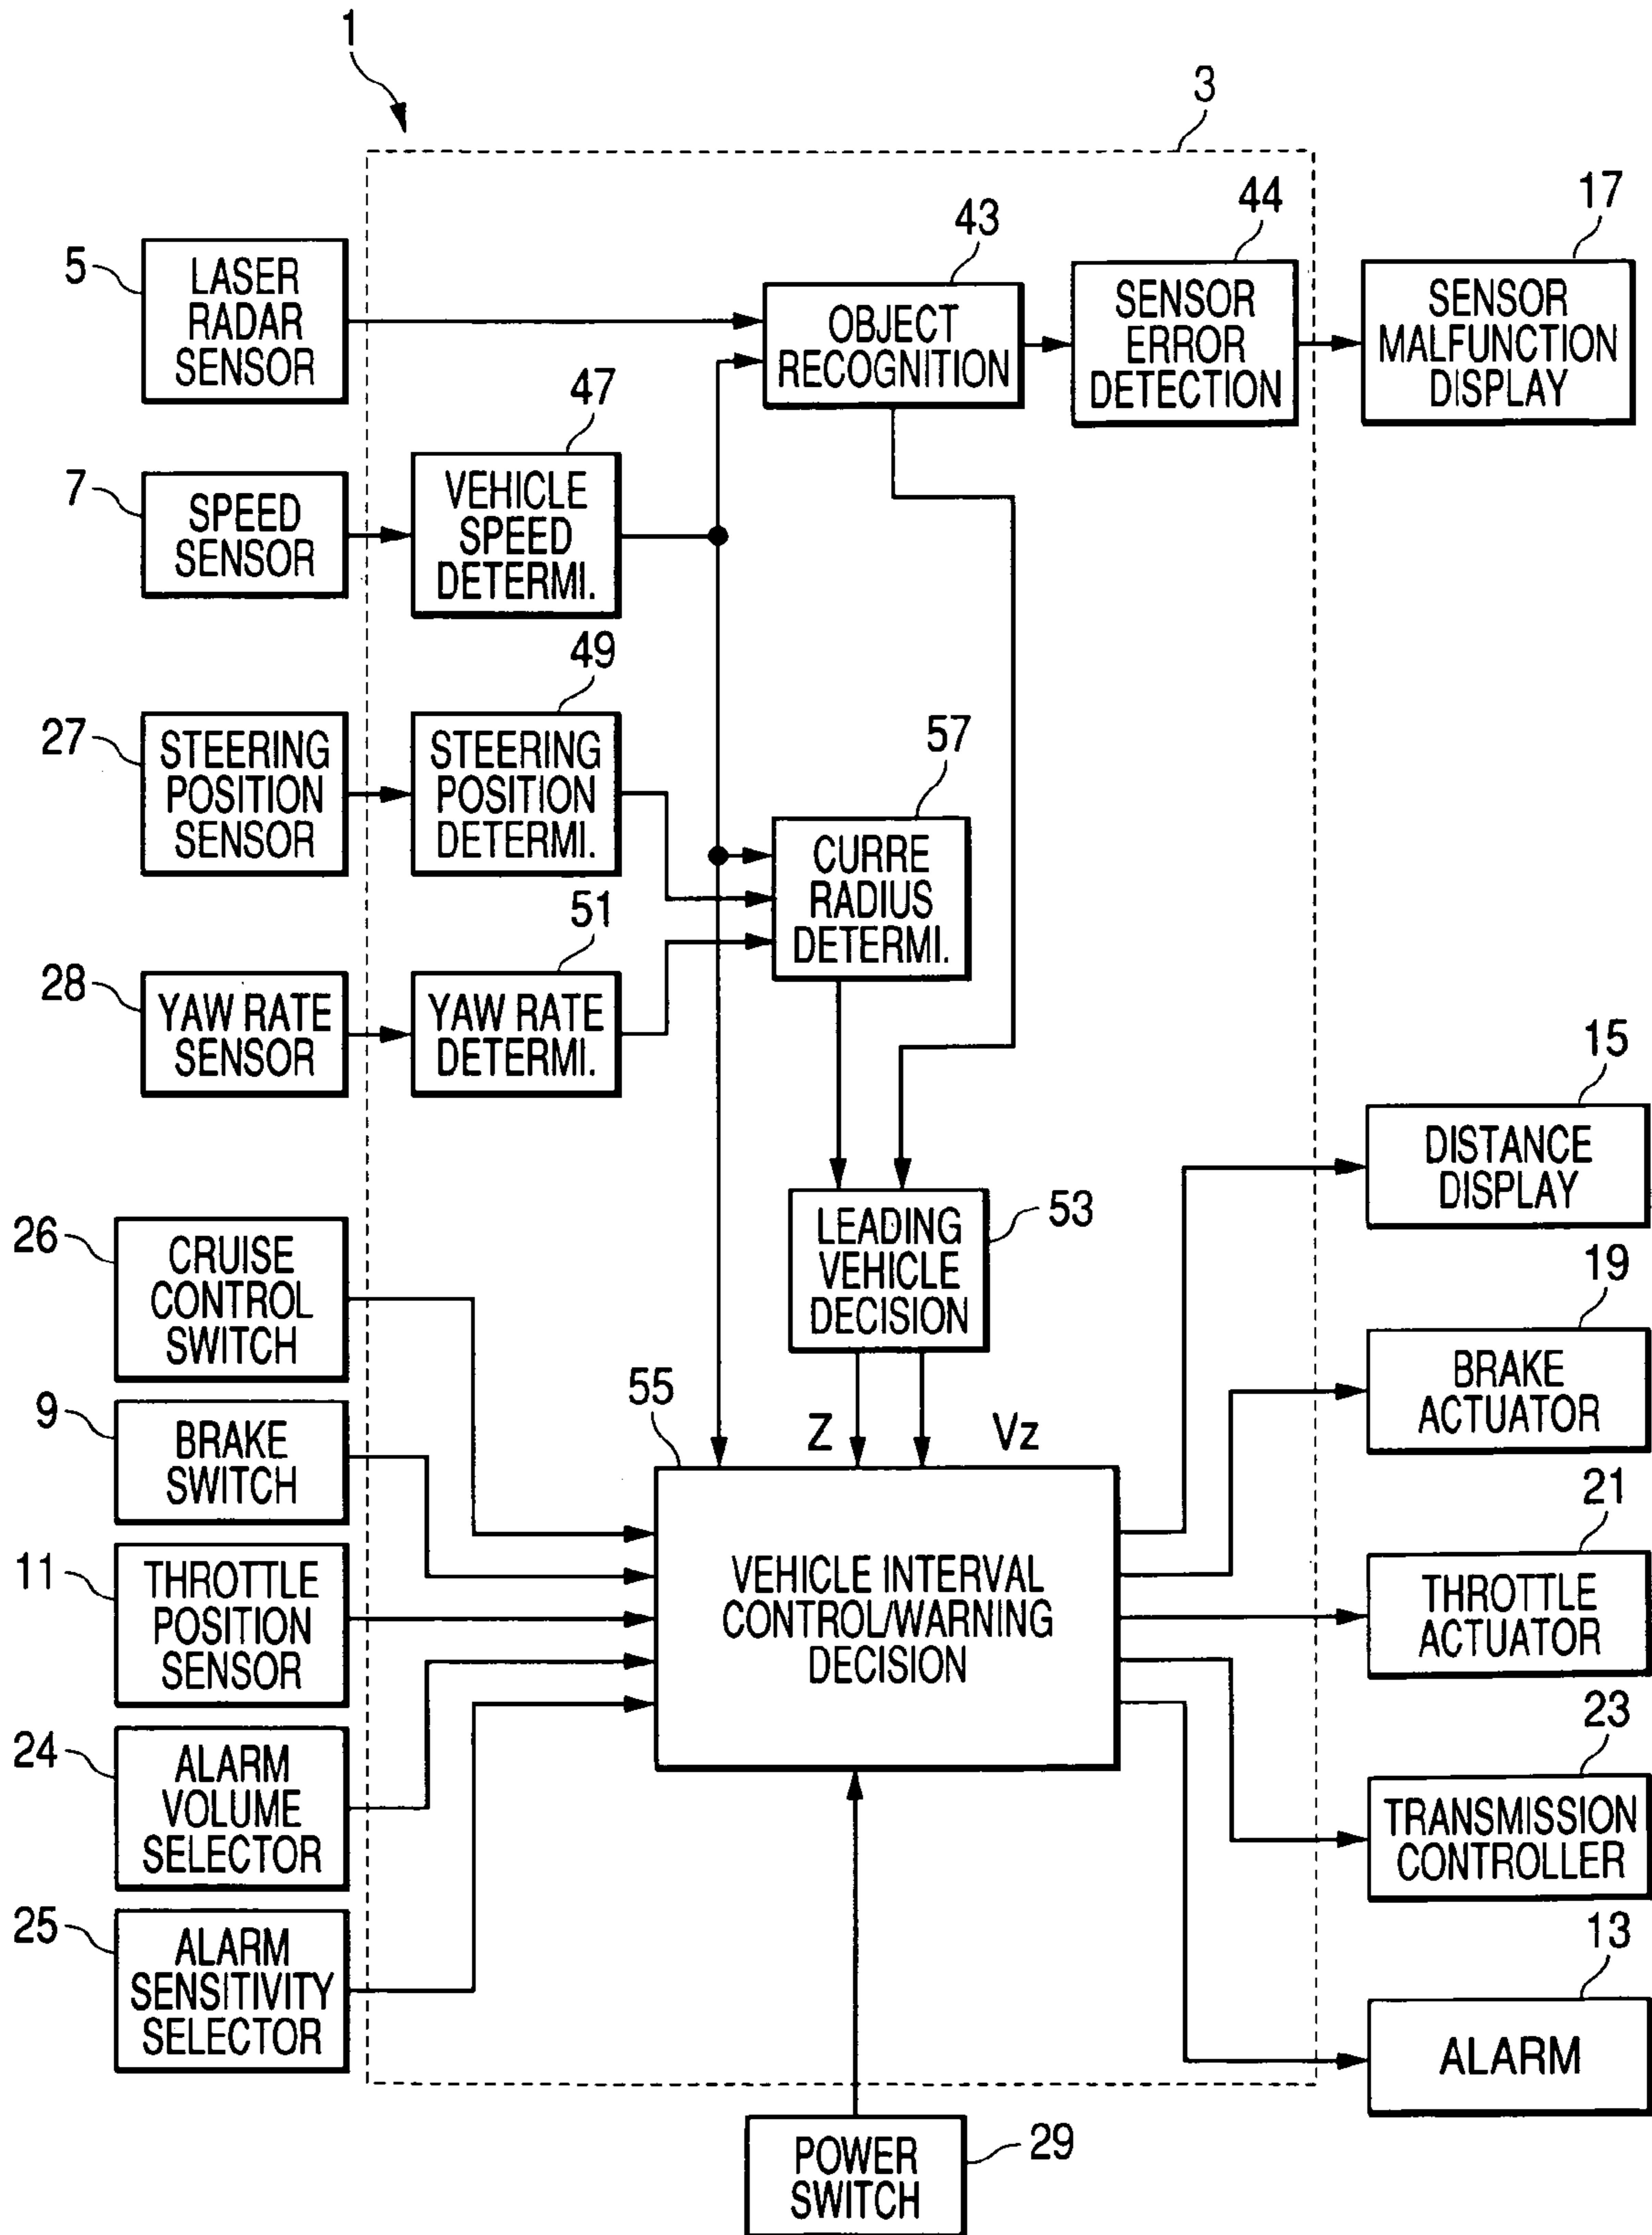 1
3
5
LASER
RADAR
SENSOR
43
OBJECT
RECOGNITION
44
SENSOR
ERROR
DETECTION
17
SENSOR
MALFUNCTION
DISPLAY
7
SPEED
SENSOR
47
VEHICLE
SPEED
DETERMI.
27
STEERING
POSITION
SENSOR
49
STEERING
POSITION
DETERMI.
57
CURRE
RADIUS
DETERMI.
28
YAW RATE
SENSOR
51
YAW RATE
DETERMI.
15
DISTANCE
DISPLAY
53
LEADING
VEHICLE
DECISION
26
CRUISE
CONTROL
SWITCH
19
BRAKE
ACTUATOR
9
BRAKE
SWITCH
55
Z
Vz
VEHICLE INTERVAL
CONTROL/WARNING
DECISION
11
THROTTLE
POSITION
SENSOR
21
THROTTLE
ACTUATOR
24
ALARM
VOLUME
SELECTOR
23
TRANSMISSION
CONTROLLER
25
ALARM
SENSITIVITY
SELECTOR
13
ALARM
POWER
SWITCH
29